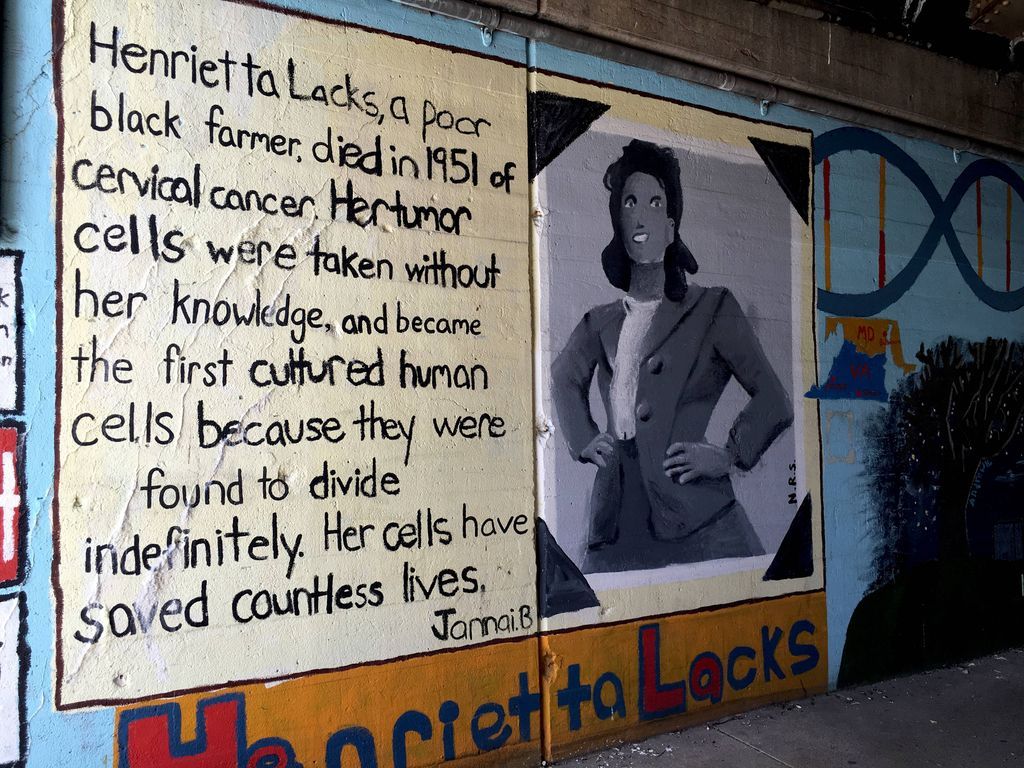 Henrietta Lacks, a poor
black farmer, died in 1951 of
cervical cancer. Her tumor
cells were taken without
her knowledge, and became
the first cultured human
cells because they were
found to divide
indefinitely. Her cells have
saved countless lives.
Jannai.B
N.R.S.
Henrietta Lacks
MD
VA